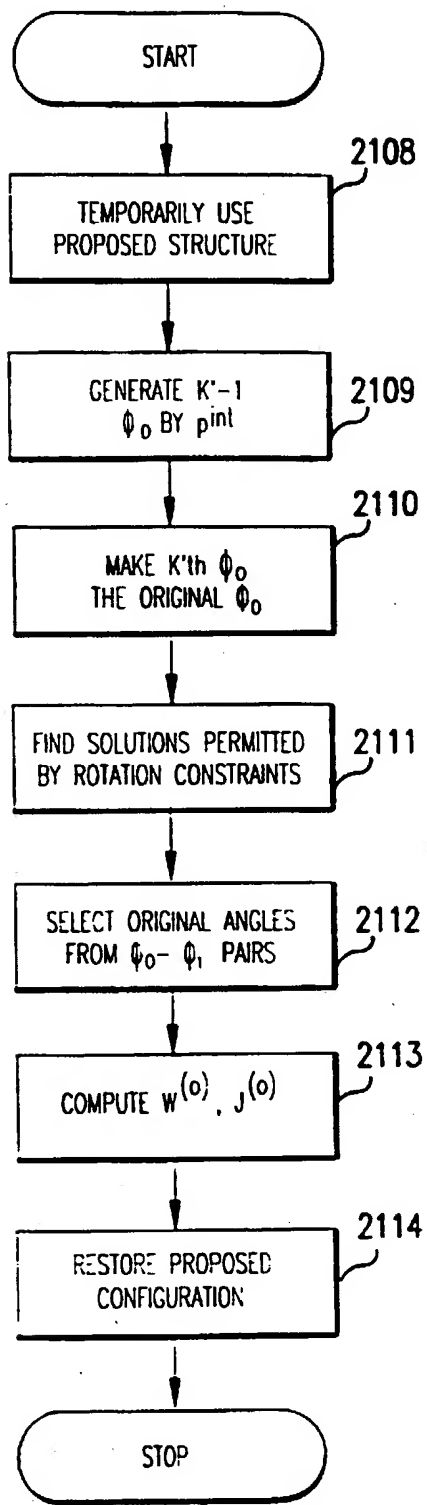 START
2108
TEMPORARILY USE
PROPOSED STRUCTURE
2109
GENERATE K'-1
ϕ₀ BY p^int
2110
MAKE K'th ϕ₀
THE ORIGINAL ϕ₀
2111
FIND SOLUTIONS PERMITTED
BY ROTATION CONSTRAINTS
2112
SELECT ORIGINAL ANGLES
FROM ϕ₀- ϕ₁ PAIRS
2113
COMPUTE W^(o), J^(o)
2114
RESTORE PROPOSED
CONFIGURATION
STOP